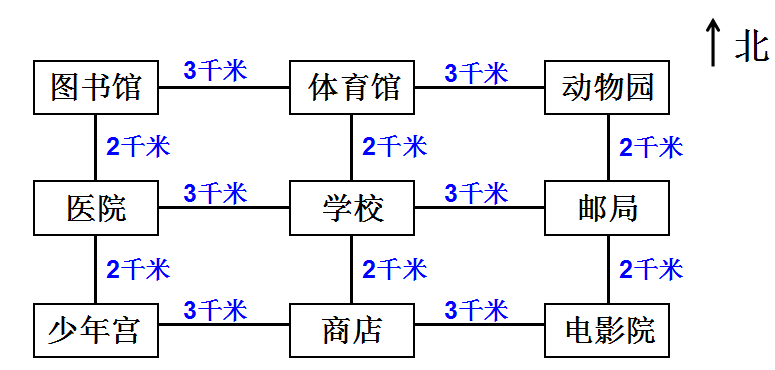 北
3千米 3千米
图书馆 体育馆 动物园
2千米 2千米 2千米
3千米 3千米
医院 学校 邮局
2千米 2千米 2千米
3千米 3千米
少年宫 商店 电影院